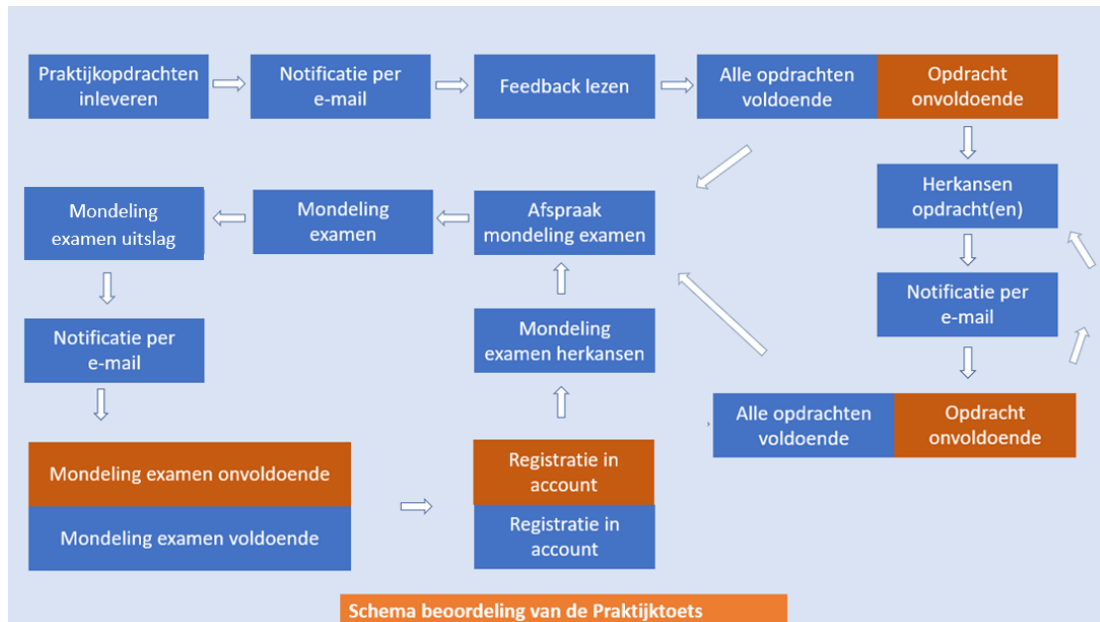 Praktijkopdrachten
inleveren
Notificatie per
e-mail
Feedback lezen
Alle opdrachten
voldoende
Opdracht
onvoldoende
Mondeling
examen uitslag
Mondeling
examen
Afspraak
mondeling examen
Herkansen
opdracht(en)
Notificatie per
e-mail
Mondeling
examen herkansen
Notificatie per
e-mail
Alle opdrachten
voldoende
Opdracht
onvoldoende
Mondeling examen onvoldoende
Mondeling examen voldoende
Registratie in
account
Registratie in
account
Schema beoordeling van de Praktijktoets